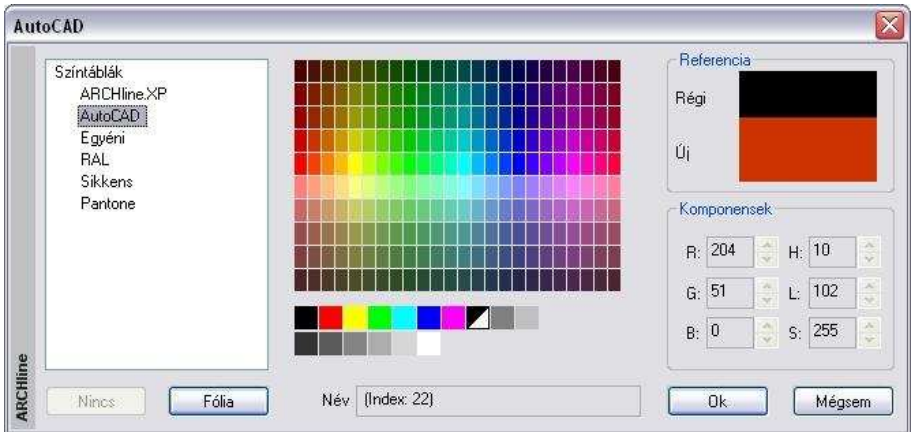 AutoCAD
ARCHline
Színtáblák
ARCHline.XP
AutoCAD
Egyéni
RAL
Sikkens
Pantone
Referencia
Régi
Új
Komponensek
R: 204 H: 10
G: 51 L: 102
B: 0 S: 255
Nincs Fólia Név (Index: 22) Ok Mégsem